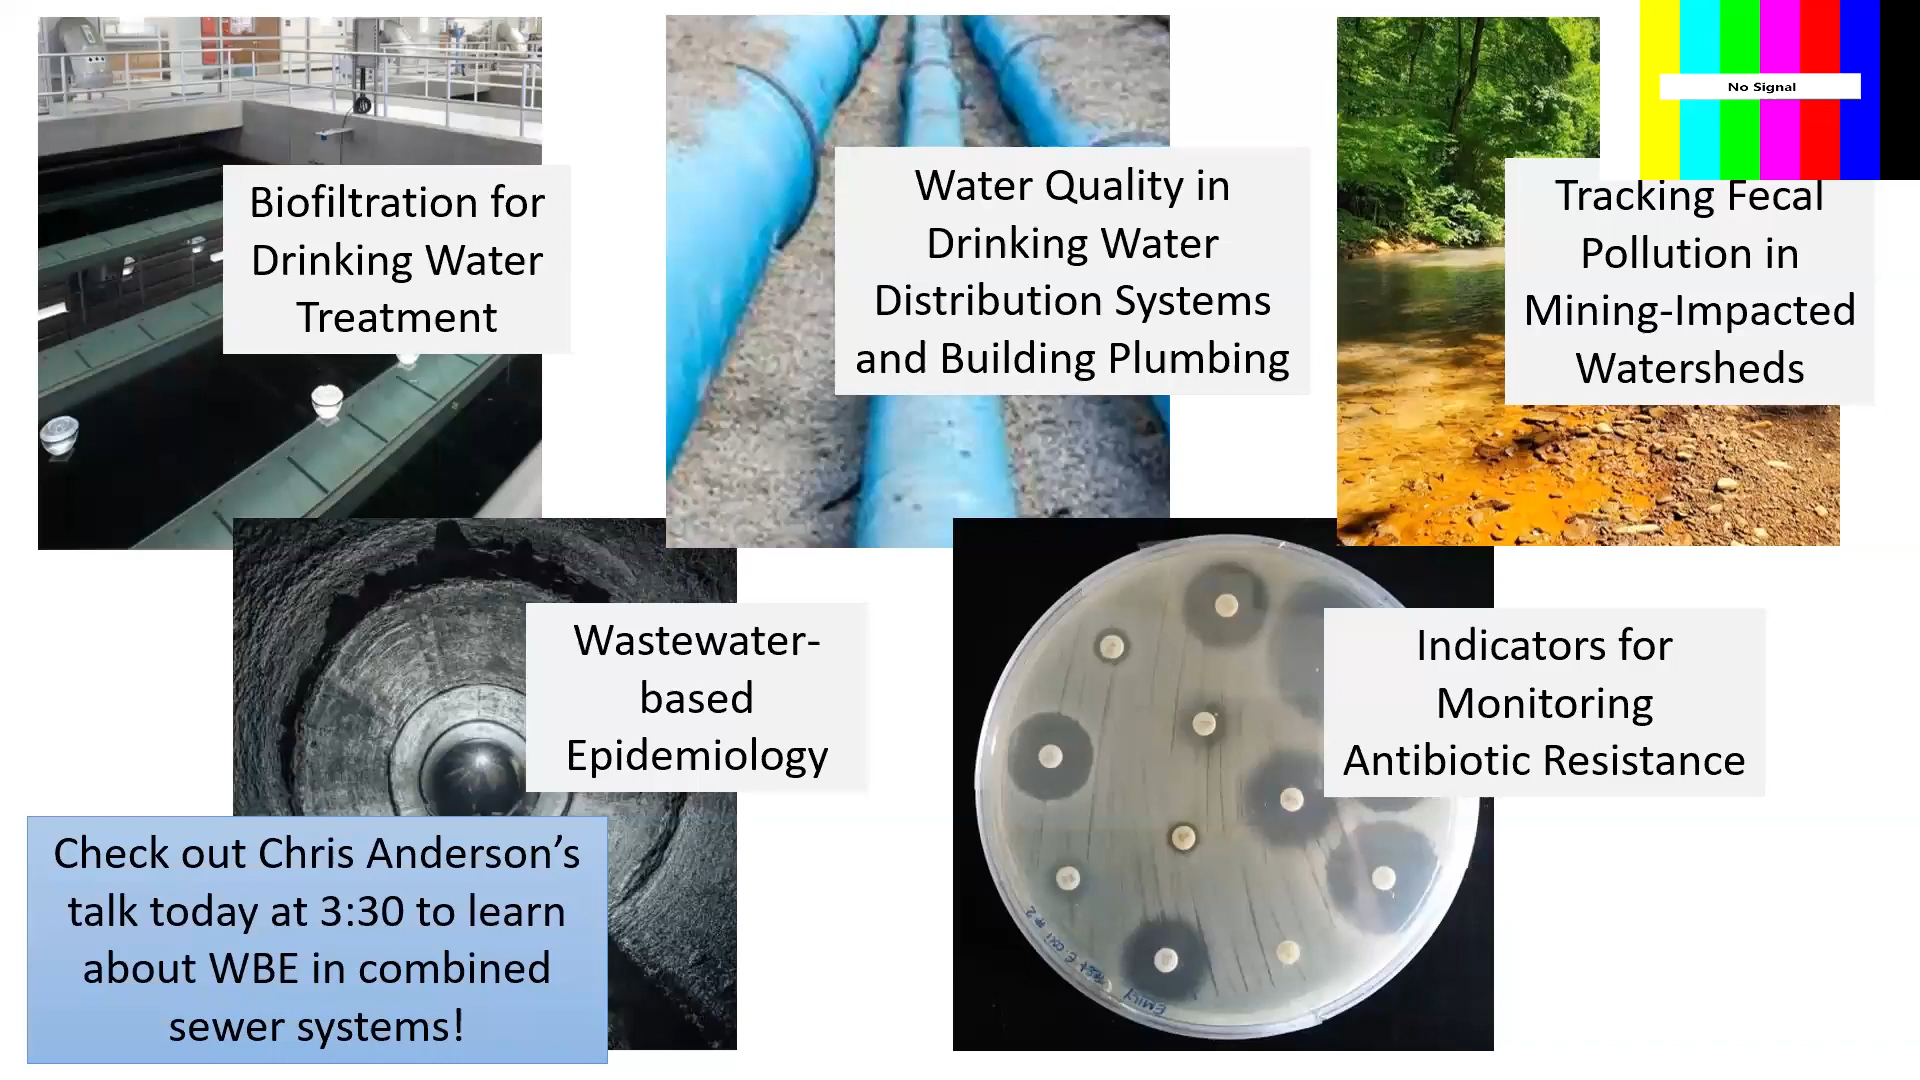 No Signal
Biofiltration for
Drinking Water
Treatment
Water Quality in
Drinking Water
Distribution Systems
and Building Plumbing
Tracking Fecal
Pollution in
Mining-Impacted
Watersheds
Wastewater-
based
Epidemiology
Indicators for
Monitoring
Antibiotic Resistance
Check out Chris Anderson’s
talk today at 3:30 to learn
about WBE in combined
sewer systems!
EMILY